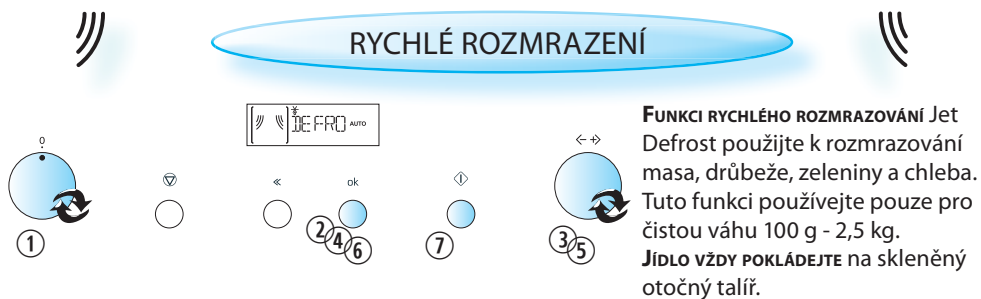 RYCHLÉ ROZMRAZENÍ
DEFRO AUTO
0
ok
1
2 4 6
7
3 5
FUNKCI RYCHLÉHO ROZMRAZOVÁNÍ Jet
Defrost použijte k rozmrazování
masa, drůbeže, zeleniny a chleba.
Tuto funkci používejte pouze pro
čistou váhu 100 g - 2,5 kg.
JÍDLO VŽDY POKLÁDEJTE na skleněný
otočný talíř.